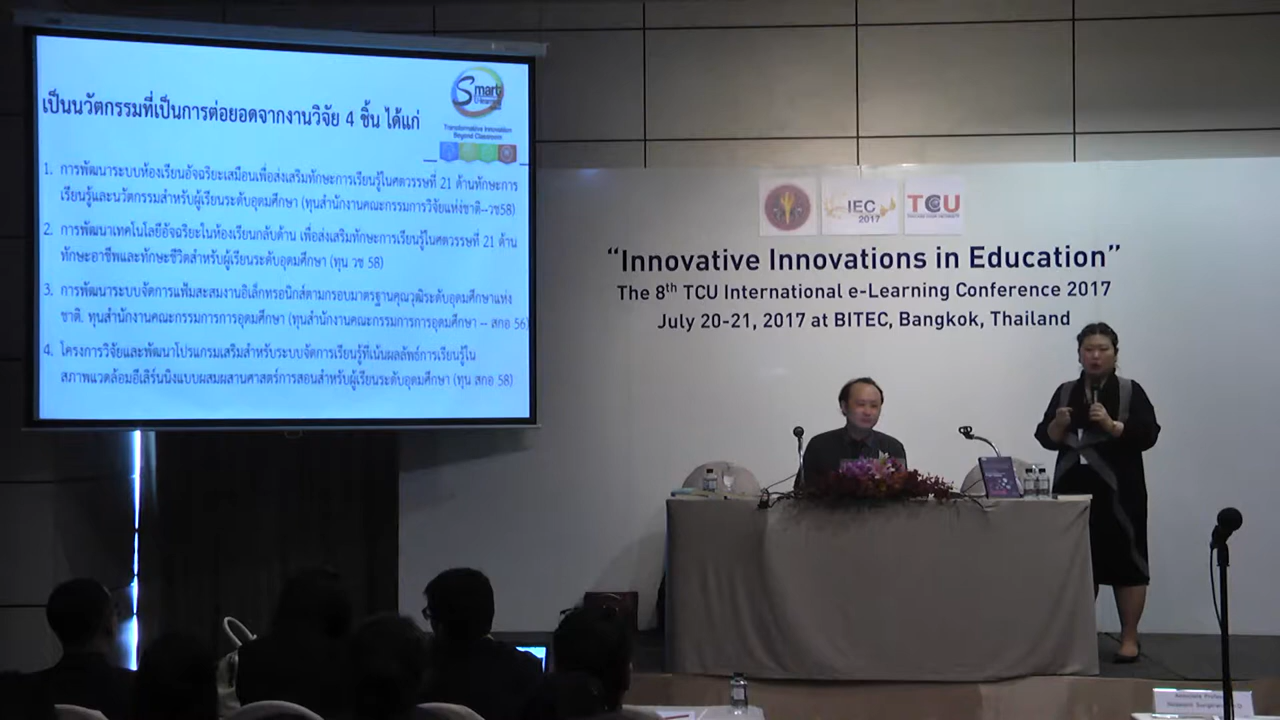 เป็นนวัตกรรมที่เป็นการต่อยอดจากงานวิจัย 4 ชิ้น ได้แก่
Smart
Transformative Innovation
Beyond Classroom
1. การพัฒนาระบบห้องเรียนอัจฉริยะเสมือนเพื่อส่งเสริมทักษะการเรียนรู้ในศตวรรษที่ 21 ด้านทักษะการ
เรียนรู้และนวัตกรรมสำหรับผู้เรียนระดับอุดมศึกษา (ทุนสำนักงานคณะกรรมการวิจัยแห่งชาติ--วช58)
2. การพัฒนาเทคโนโลยีอัจฉริยะในห้องเรียนกลับด้าน เพื่อส่งเสริมทักษะการเรียนรู้ในศตวรรษที่ 21 ด้าน
ทักษะอาชีพและทักษะชีวิตสำหรับผู้เรียนระดับอุดมศึกษา (ทุน วช 58)
3. การพัฒนาระบบจัดการแฟ้มสะสมงานอิเล็กทรอนิกส์ตามกรอบมาตรฐานคุณวุฒิระดับอุดมศึกษาแห่ง
ชาติ. ทุนสำนักงานคณะกรรมการการอุดมศึกษา (ทุนสำนักงานคณะกรรมการการอุดมศึกษา -- สกอ 56)
4. โครงการวิจัยและพัฒนาโปรแกรมเสริมสำหรับระบบจัดการเรียนรู้ที่เน้นผลลัพธ์การเรียนรู้ใน
สภาพแวดล้อมอีเลิร์นนิงแบบผสมผสานศาสตร์การสอนสำหรับผู้เรียนระดับอุดมศึกษา (ทุน สกอ 58)
IEC
2017
TCU
“Innovative Innovations in Education”
The 8th TCU International e-Learning Conference 2017
July 20-21, 2017 at BITEC, Bangkok, Thailand